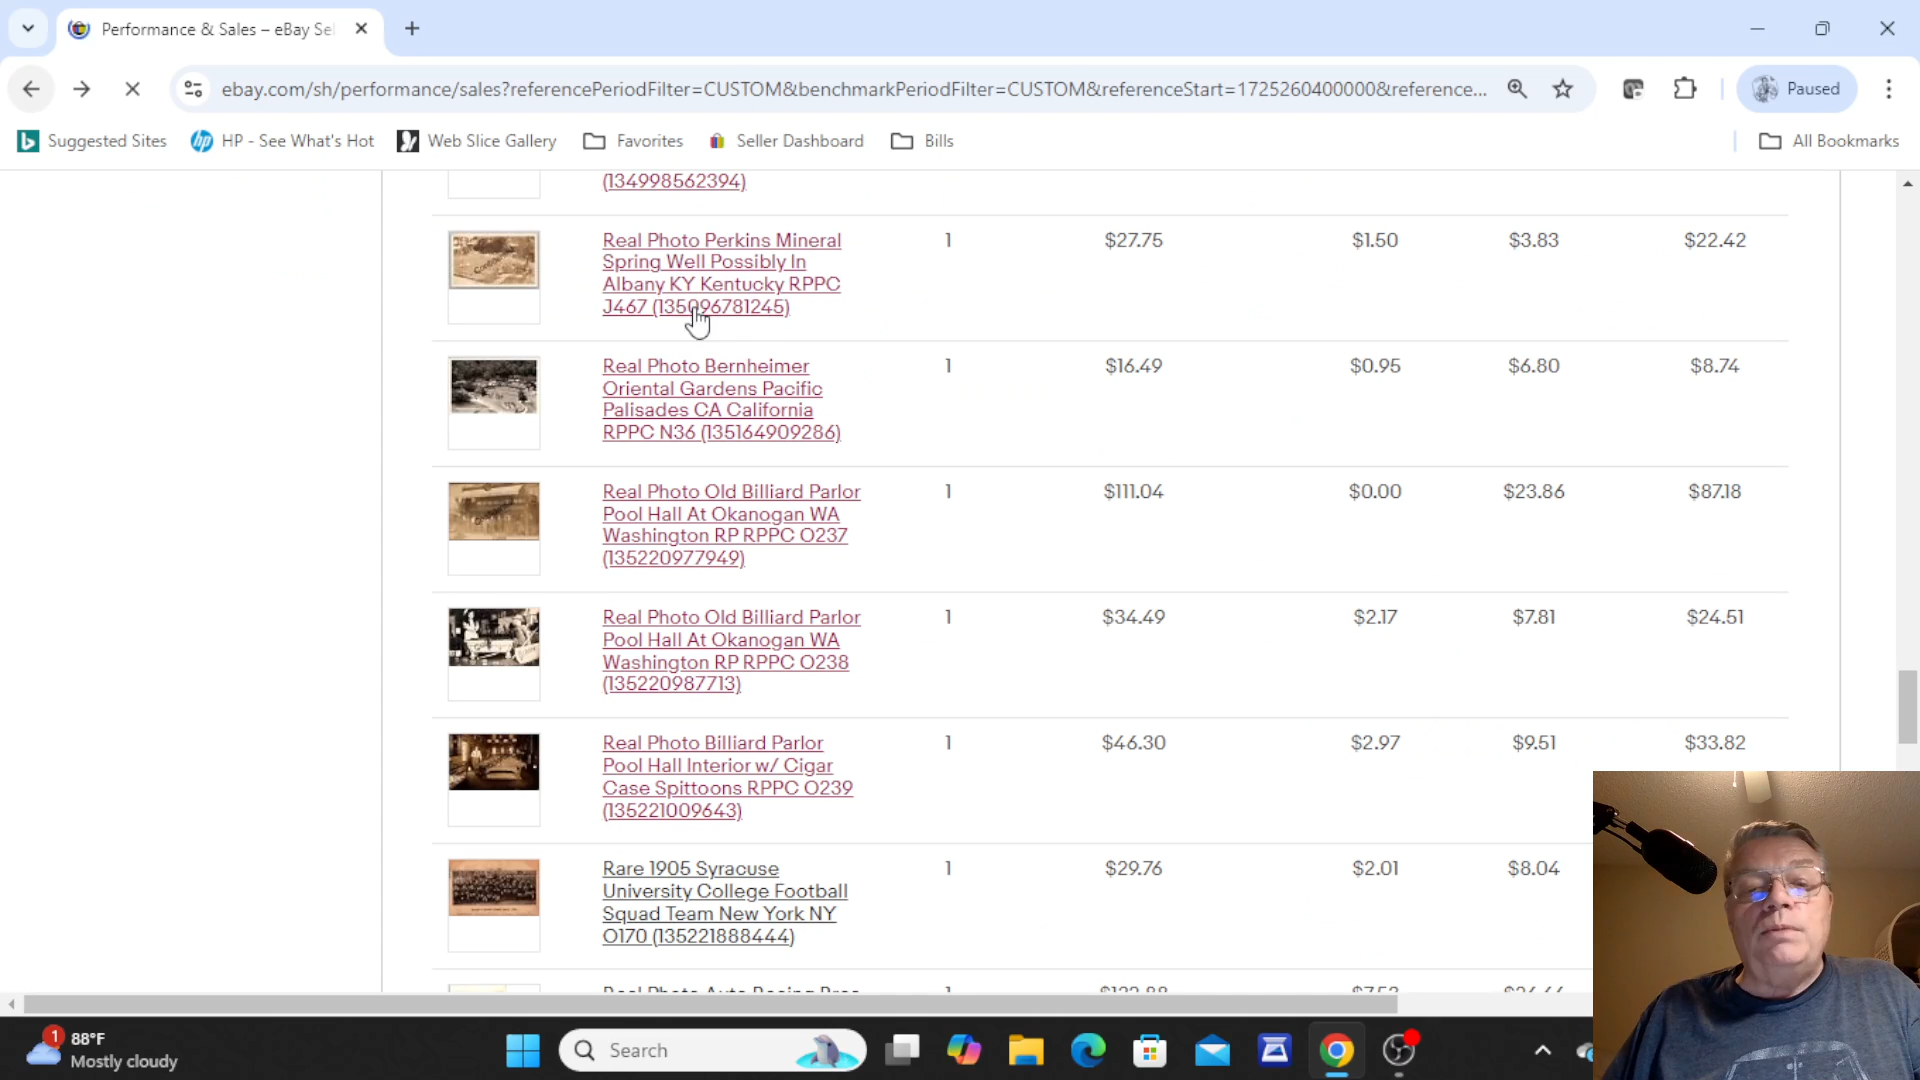 Performance & Sales – eBay Sel
ebay.com/sh/performance/sales?referencePeriodFilter=CUSTOM&benchmarkPeriodFilter=CUSTOM&referenceStart=1725260400000&reference...
Paused
Suggested Sites
HP - See What's Hot
Web Slice Gallery
Favorites
Seller Dashboard
Bills
All Bookmarks
(134998562394)
Real Photo Perkins Mineral 1 $27.75 $1.50 $3.83 $22.42
Spring Well Possibly In
Albany KY Kentucky RPPC
J467 (135096781245)
Real Photo Bernheimer 1 $16.49 $0.95 $6.80 $8.74
Oriental Gardens Pacific
Palisades CA California
RPPC N36 (135164909286)
Real Photo Old Billiard Parlor 1 $111.04 $0.00 $23.86 $87.18
Pool Hall At Okanogan WA
Washington RP RPPC O237
(135220977949)
Real Photo Old Billiard Parlor 1 $34.49 $2.17 $7.81 $24.51
Pool Hall At Okanogan WA
Washington RP RPPC O238
(135220987713)
Real Photo Billiard Parlor 1 $46.30 $2.97 $9.51 $33.82
Pool Hall Interior w/ Cigar
Case Spittoons RPPC O239
(135221009643)
Rare 1905 Syracuse 1 $29.76 $2.01 $8.04
University College Football
Squad Team New York NY
O170 (135221888444)
Real Photo Auto Racing 1
1
88°F
Mostly cloudy
Search